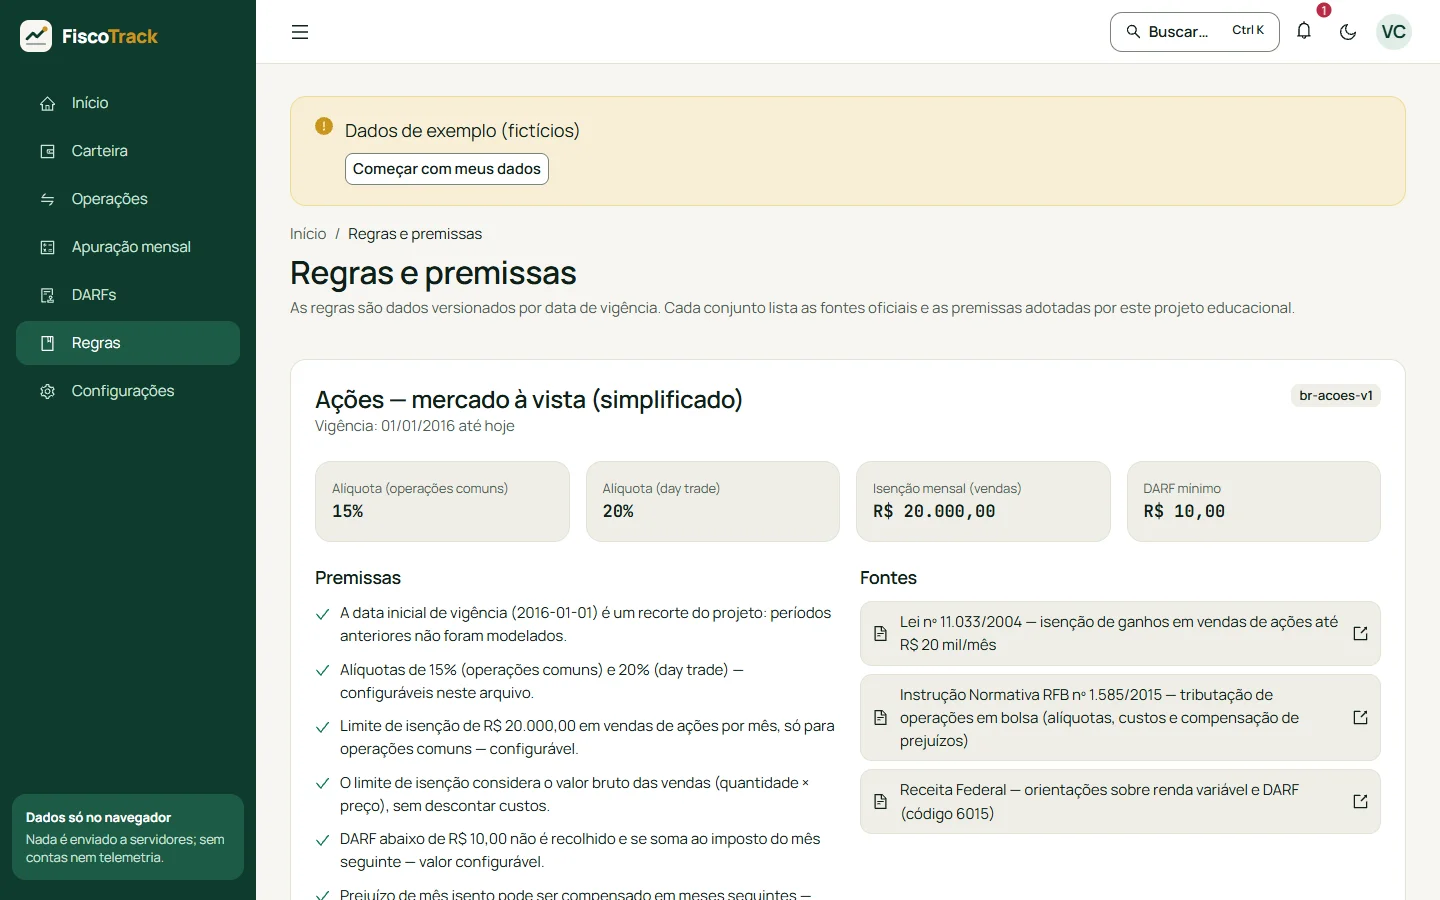 FiscoTrack
Início
Carteira
Operações
Apuração mensal
DARFs
Regras
Configurações
Dados só no navegador
Nada é enviado a servidores; sem
contas nem telemetria.
Buscar...
Ctrl K
1
VC
Dados de exemplo (fictícios)
Começar com meus dados
Início / Regras e premissas
Regras e premissas
As regras são dados versionados por data de vigência. Cada conjunto lista as fontes oficiais e as premissas adotadas por este projeto educacional.
Ações — mercado à vista (simplificado)
br-acoes-v1
Vigência: 01/01/2016 até hoje
Alíquota (operações comuns)
15%
Alíquota (day trade)
20%
Isenção mensal (vendas)
R$ 20.000,00
DARF mínimo
R$ 10,00
Premissas
A data inicial de vigência (2016-01-01) é um recorte do projeto: períodos
anteriores não foram modelados.
Alíquotas de 15% (operações comuns) e 20% (day trade) —
configuráveis neste arquivo.
Limite de isenção de R$ 20.000,00 em vendas de ações por mês, só para
operações comuns — configurável.
O limite de isenção considera o valor bruto das vendas (quantidade ×
preço), sem descontar custos.
DARF abaixo de R$ 10,00 não é recolhido e se soma ao imposto do mês
seguinte — valor configurável.
Prejuízo de mês isento pode ser compensado em meses seguintes —
Fontes
Lei nº 11.033/2004 — isenção de ganhos em vendas de ações até
R$ 20 mil/mês
Instrução Normativa RFB nº 1.585/2015 — tributação de
operações em bolsa (alíquotas, custos e compensação de
prejuízos)
Receita Federal — orientações sobre renda variável e DARF
(código 6015)